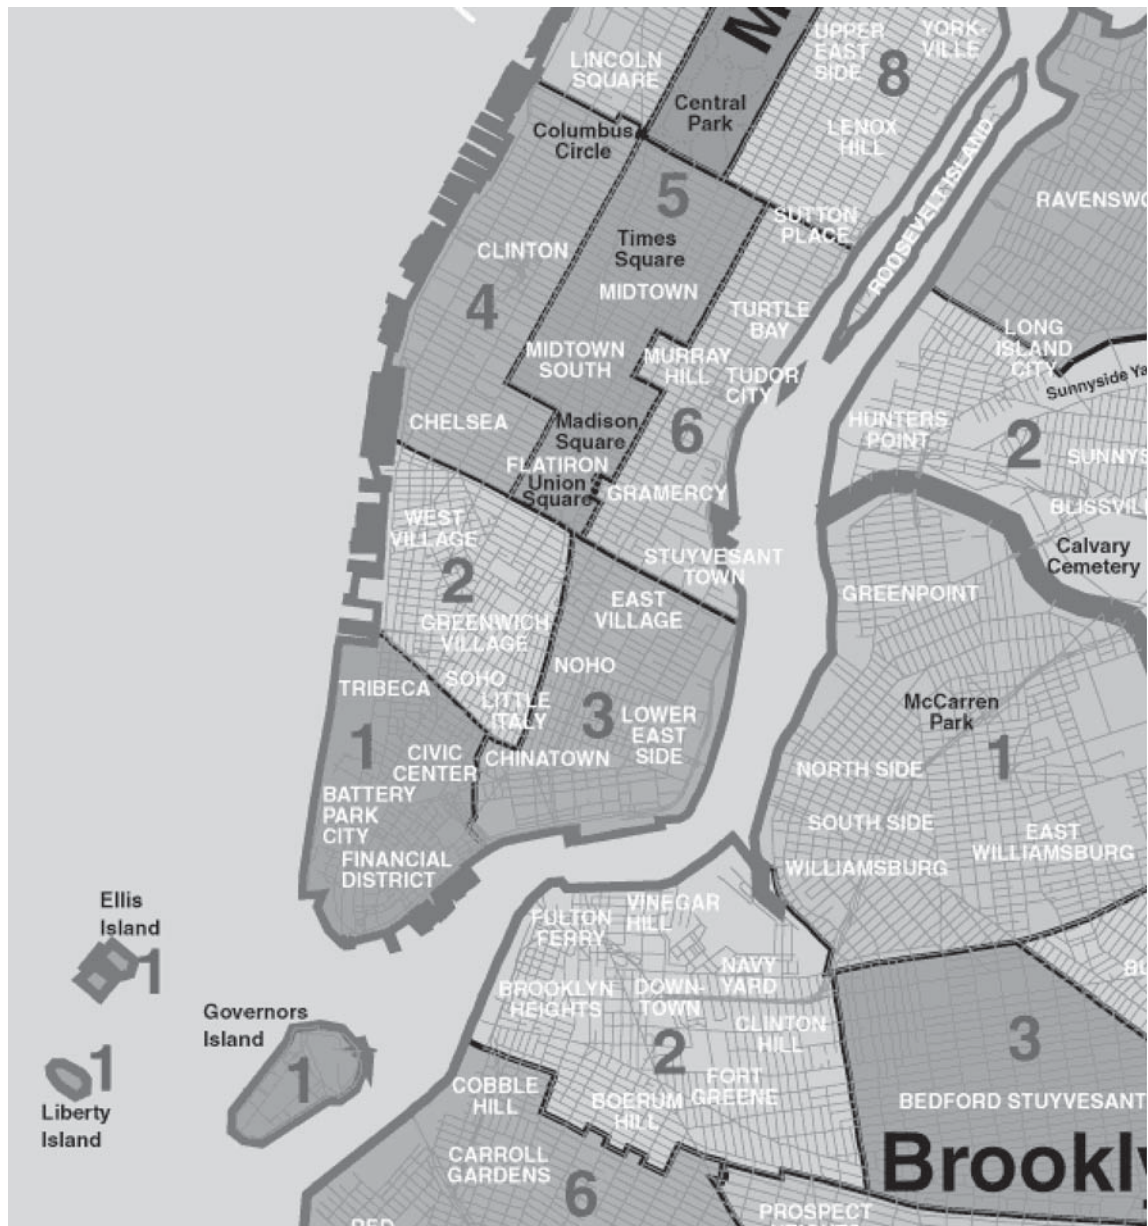 M
UPPER
EAST
SIDE
YORK-
VILLE
8
LINCOLN
SQUARE
Central
Park
Columbus
Circle
LENOX
HILL
ROOSEVELT ISLAND
5
SUTTON
PLACE
RAVENSWO
Times
Square
CLINTON
MIDTOWN
4
TURTLE
BAY
LONG
ISLAND
CITY
MIDTOWN
SOUTH
MURRAY
HILL
TUDOR
CITY
Sunnyside Ya
CHELSEA
Madison
Square
6
HUNTERS
POINT
2
SUNNYS
FLATIRON
Union
Square
GRAMERCY
BLISSVIL
WEST
VILLAGE
STUYVESANT
TOWN
Calvary
Cemetery
2
EAST
VILLAGE
GREENPOINT
GREENWICH
VILLAGE
NOHO
SOHO
TRIBECA
LITTLE
ITALY
3
LOWER
EAST
SIDE
McCarren
Park
1
CIVIC
CENTER
CHINATOWN
1
NORTH SIDE
BATTERY
PARK
CITY
SOUTH SIDE
EAST
WILLIAMSBURG
FINANCIAL
DISTRICT
WILLIAMSBURG
Ellis
Island
1
FULTON
FERRY
VINEGAR
HILL
NAVY
YARD
BROOKLYN
HEIGHTS
DOWN-
TOWN
Governors
Island
1
CLINTON
HILL
3
2
1
Liberty
Island
COBBLE
HILL
BOERUM
HILL
FORT
GREENE
BEDFORD STUYVESANT
CARROLL
GARDENS
Brookly
6
PROSPECT